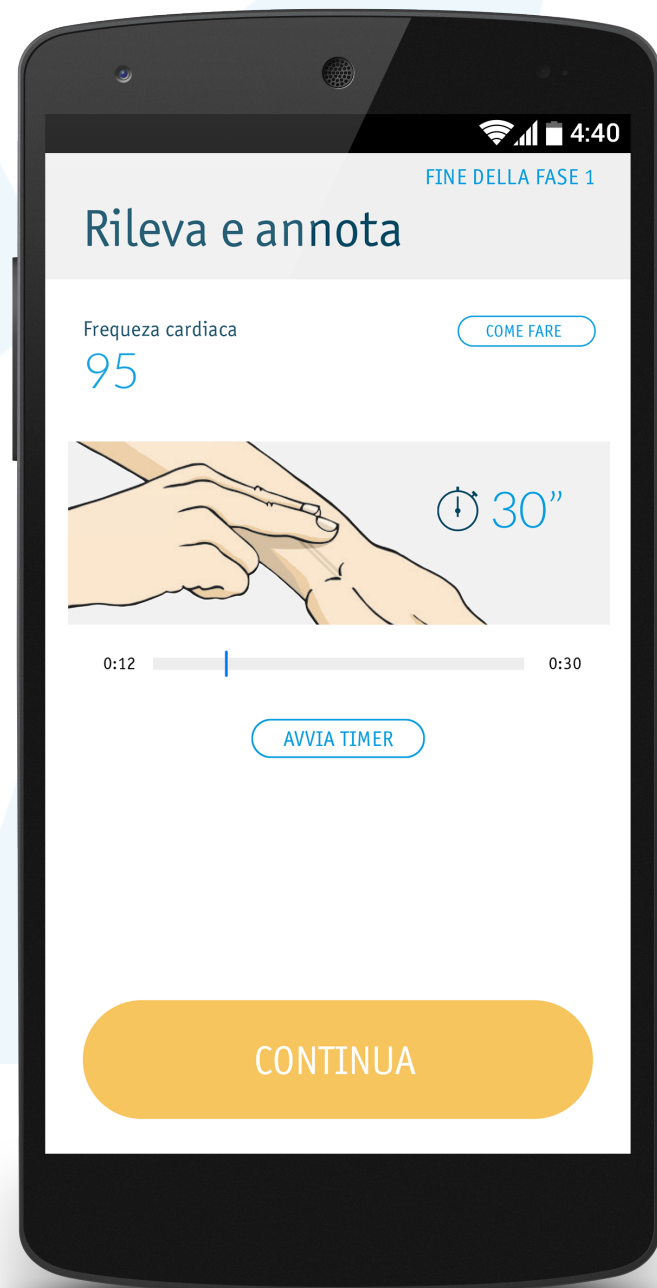 4:40
FINE DELLA FASE 1
Rileva e annota
Frequeza cardiaca
COME FARE
95
30”
0:12
0:30
AVVIA TIMER
CONTINUA